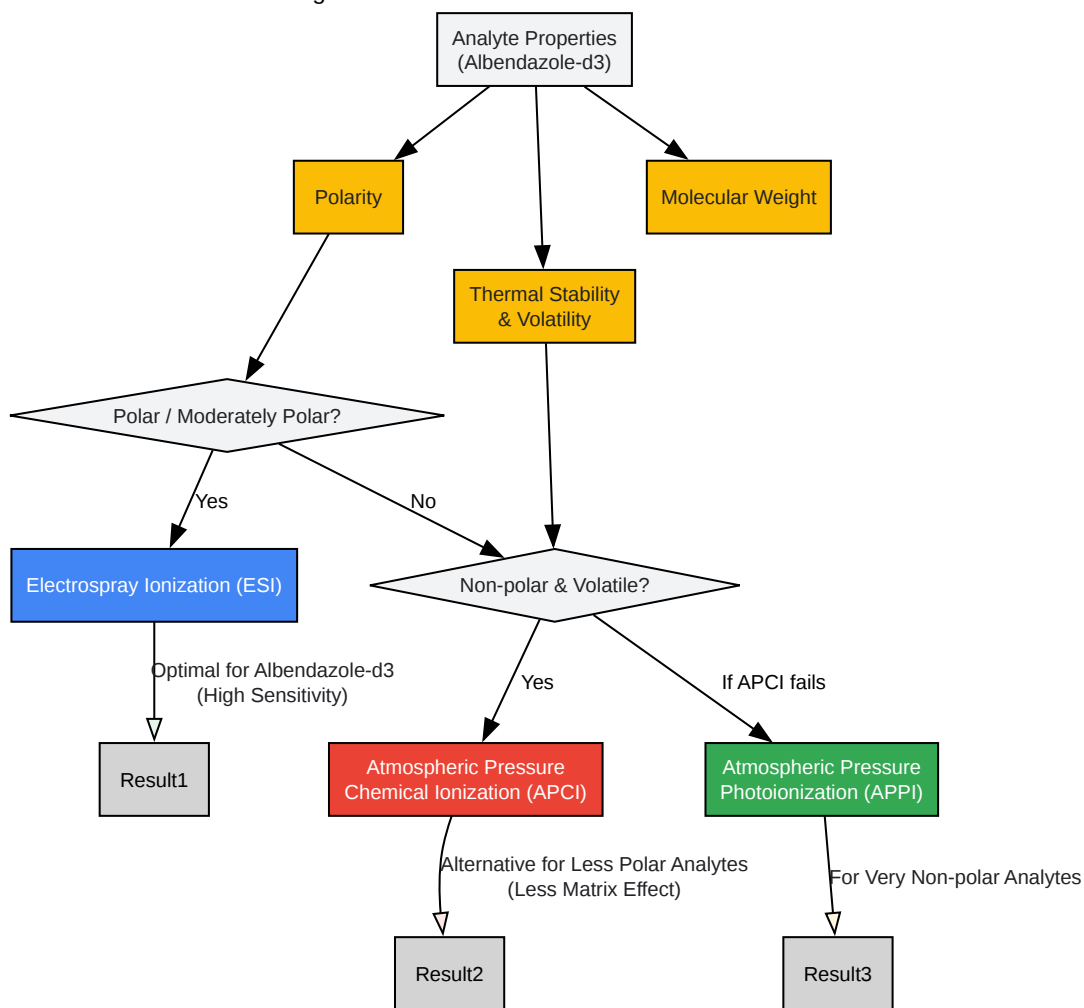 Analyte Properties
(Albendazole-d3)
Polarity
Molecular Weight
Thermal Stability
& Volatility
Polar / Moderately Polar?
Yes
No
Electrospray Ionization (ESI)
Non-polar & Volatile?
Optimal for Albendazole-d3
(High Sensitivity)
Yes
If APCI fails
Result1
Atmospheric Pressure
Chemical Ionization (APCI)
Atmospheric Pressure
Photoionization (APPI)
Alternative for Less Polar Analytes
(Less Matrix Effect)
For Very Non-polar Analytes
Result2
Result3